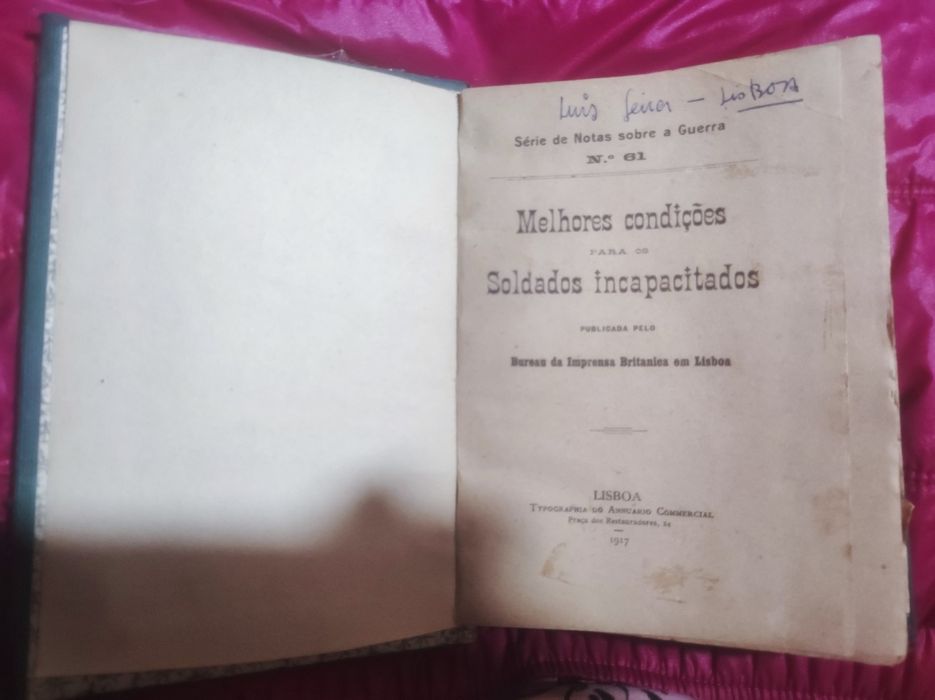 Luis – LISBOA
Série de Notas sobre a Guerra
N.º 61
Melhores condições
PARA OS
Soldados incapacitados
PUBLICADA PELO
Bureau da Imprensa Britanica em Lisboa
LISBOA
TYPOGRAPHIA DO ANNUARIO COMMERCIAL
Praça dos Restauradores, 24
1917